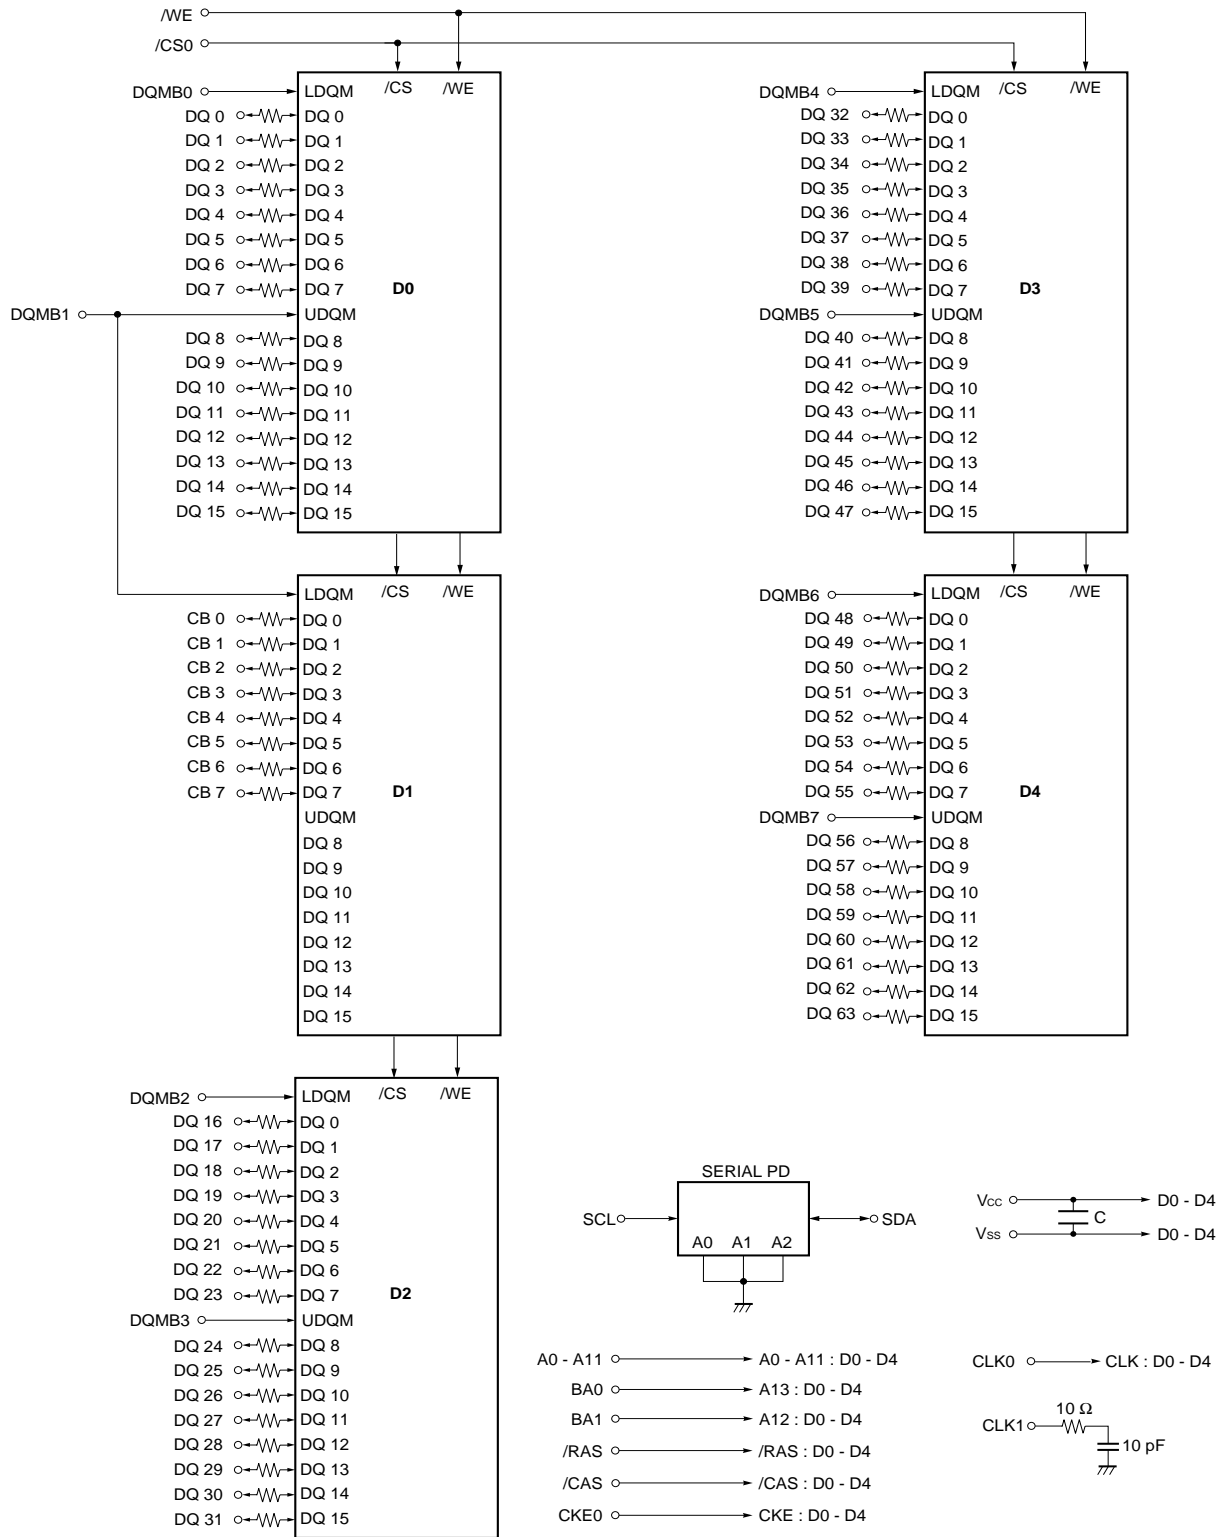 /WE
/CS0
DQMB0 LDQM /CS /WE
DQ 0 DQ 0
DQ 1 DQ 1
DQ 2 DQ 2
DQ 3 DQ 3
DQ 4 DQ 4
DQ 5 DQ 5
DQ 6 DQ 6
DQ 7 DQ 7
D0
DQMB1 UDQM
DQ 8 DQ 8
DQ 9 DQ 9
DQ 10 DQ 10
DQ 11 DQ 11
DQ 12 DQ 12
DQ 13 DQ 13
DQ 14 DQ 14
DQ 15 DQ 15
LDQM /CS /WE
CB 0 DQ 0
CB 1 DQ 1
CB 2 DQ 2
CB 3 DQ 3
CB 4 DQ 4
CB 5 DQ 5
CB 6 DQ 6
CB 7 DQ 7
D1
UDQM
DQ 8
DQ 9
DQ 10
DQ 11
DQ 12
DQ 13
DQ 14
DQ 15
DQMB2 LDQM /CS /WE
DQ 16 DQ 0
DQ 17 DQ 1
DQ 18 DQ 2
DQ 19 DQ 3
DQ 20 DQ 4
DQ 21 DQ 5
DQ 22 DQ 6
DQ 23 DQ 7
D2
DQMB3 UDQM
DQ 24 DQ 8
DQ 25 DQ 9
DQ 26 DQ 10
DQ 27 DQ 11
DQ 28 DQ 12
DQ 29 DQ 13
DQ 30 DQ 14
DQ 31 DQ 15
DQMB4 LDQM /CS /WE
DQ 32 DQ 0
DQ 33 DQ 1
DQ 34 DQ 2
DQ 35 DQ 3
DQ 36 DQ 4
DQ 37 DQ 5
DQ 38 DQ 6
DQ 39 DQ 7
D3
DQMB5 UDQM
DQ 40 DQ 8
DQ 41 DQ 9
DQ 42 DQ 10
DQ 43 DQ 11
DQ 44 DQ 12
DQ 45 DQ 13
DQ 46 DQ 14
DQ 47 DQ 15
DQMB6 LDQM /CS /WE
DQ 48 DQ 0
DQ 49 DQ 1
DQ 50 DQ 2
DQ 51 DQ 3
DQ 52 DQ 4
DQ 53 DQ 5
DQ 54 DQ 6
DQ 55 DQ 7
D4
DQMB7 UDQM
DQ 56 DQ 8
DQ 57 DQ 9
DQ 58 DQ 10
DQ 59 DQ 11
DQ 60 DQ 12
DQ 61 DQ 13
DQ 62 DQ 14
DQ 63 DQ 15
SERIAL PD
SCL SDA
A0 A1 A2
Vcc D0 - D4
C
Vss D0 - D4
A0 - A11 A0 - A11 : D0 - D4
BA0 A13 : D0 - D4
BA1 A12 : D0 - D4
/RAS /RAS : D0 - D4
/CAS /CAS : D0 - D4
CKE0 CKE : D0 - D4
CLK0 CLK : D0 - D4
10 Ω
CLK1
10 pF